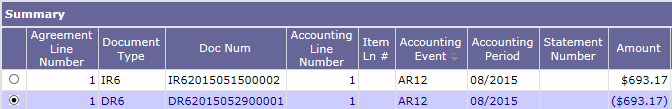 Summary
Agreement Line Number Document Type Doc Num Accounting Line Number Item Ln # Accounting Event Accounting Period Statement Number Amount
1 IR6 IR62015051500002 1 AR12 08/2015 $693.17
1 DR6 DR62015052900001 1 AR12 08/2015 ($693.17)